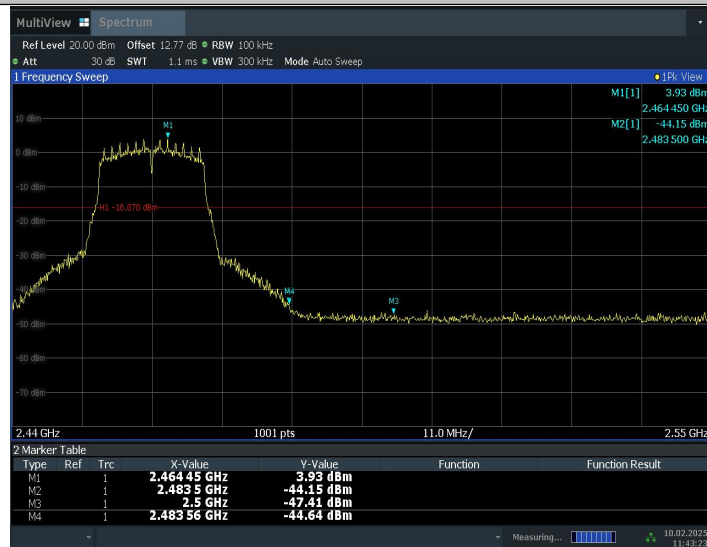 MultiView Spectrum
Ref Level 20.00 dBm Offset 12.77 dB RBW 100 kHz
Att 30 dB SWT 1.1 ms VBW 300 kHz Mode Auto Sweep
1 Frequency Sweep 1Pk View
M1[1] 3.93 dBm
2.464 450 GHz
M2[1] -44.15 dBm
2.483 500 GHz
10 dBm
M1
0 dBm
-10 dBm
H1 -16.070 dBm
-20 dBm
-30 dBm
-40 dBm
M4
M3
-50 dBm
-60 dBm
-70 dBm
2.44 GHz 1001 pts 11.0 MHz/ 2.55 GHz
2 Marker Table
Type Ref Trc X-Value Y-Value Function Function Result
M1 1 2.464 45 GHz 3.93 dBm
M2 1 2.483 5 GHz -44.15 dBm
M3 1 2.5 GHz -47.41 dBm
M4 1 2.483 56 GHz -44.64 dBm
Measuring... 10.02.2025
11:43:23